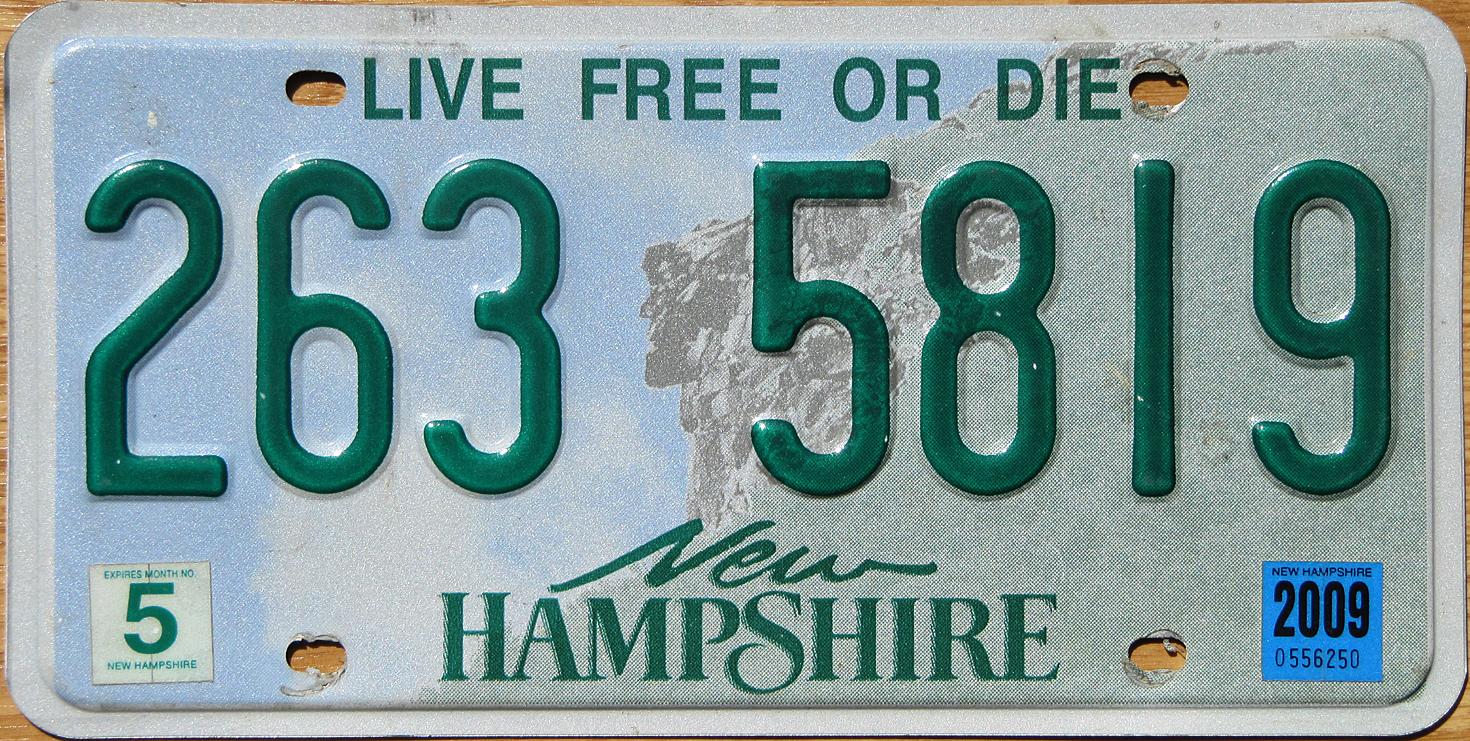 LIVE FREE OR DIE
263 5819
EXPIRES MONTH NO.
5
NEW HAMPSHIRE
New
HAMPSHIRE
NEW HAMPSHIRE
2009
0556250